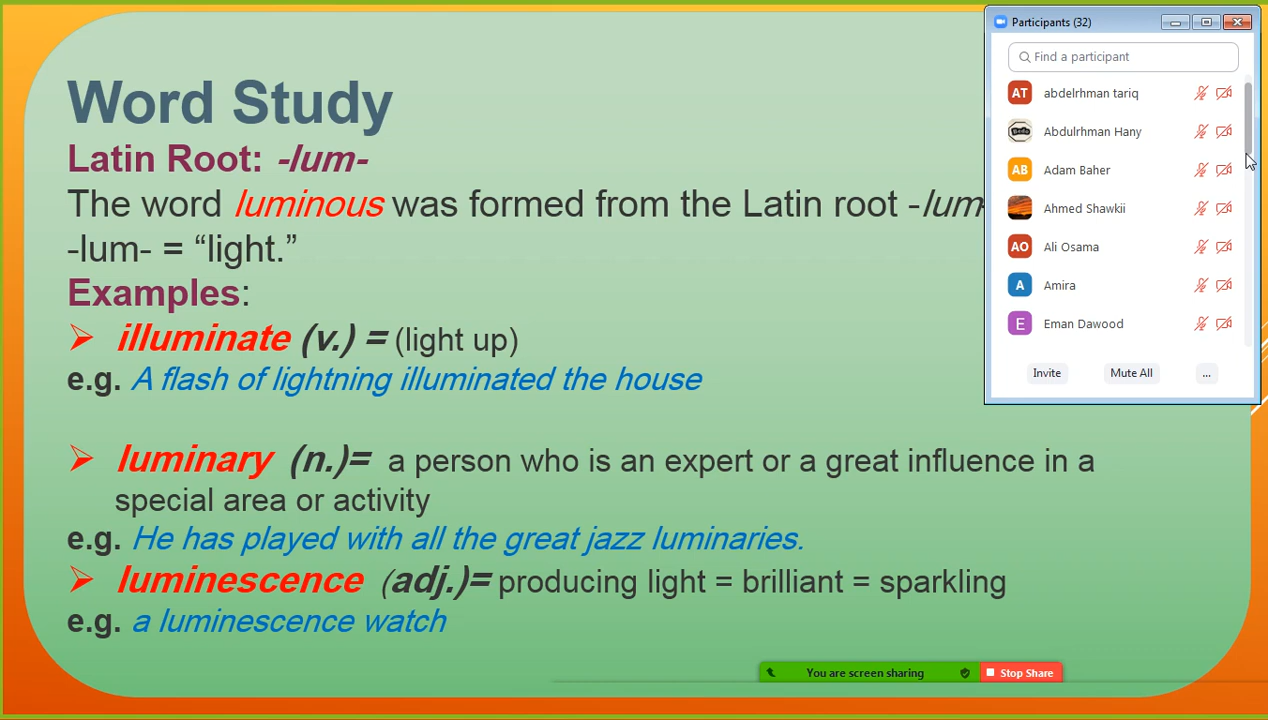 Word Study
Latin Root: -lum-
The word luminous was formed from the Latin root -lum
-lum- = “light.”
Examples:
illuminate (v.) = (light up)
e.g. A flash of lightning illuminated the house
luminary (n.)= a person who is an expert or a great influence in a
special area or activity
e.g. He has played with all the great jazz luminaries.
luminescence (adj.)= producing light = brilliant = sparkling
e.g. a luminescence watch
Participants (32)
Find a participant
AT abdelrhman tariq
Abdulrhman Hany
AB Adam Baher
Ahmed Shawkii
AO Ali Osama
A Amira
E Eman Dawood
Invite Mute All ...
You are screen sharing Stop Share